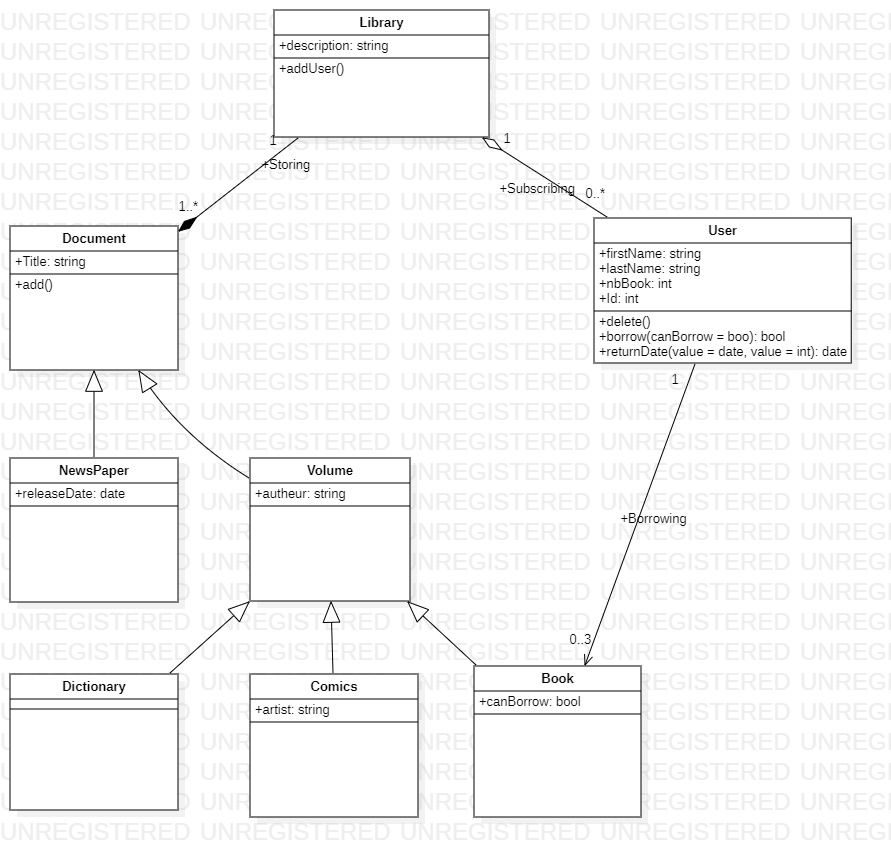 Library
+description: string
+addUser()
1
+Storing
1..*
1
+Subscribing
0..*
Document
+Title: string
+add()
User
+firstName: string
+lastName: string
+nbBook: int
+Id: int
+delete()
+borrow(canBorrow = boo): bool
+returnDate(value = date, value = int): date
1
+Borrowing
0..3
NewsPaper
+releaseDate: date
Volume
+autheur: string
Dictionary
Comics
+artist: string
Book
+canBorrow: bool
UNREGISTERED UNREGISTERED UNREGISTERED UNREGISTERED UNREGI